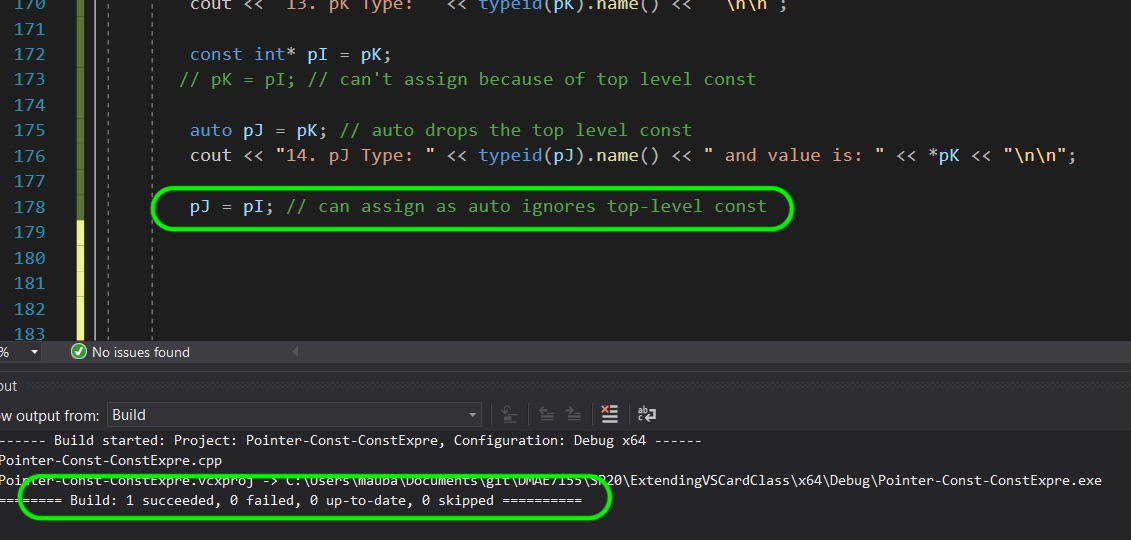 170 cout << "13. pK Type: " << typeid(pK).name() << "\n\n";
171
172 const int* pI = pK;
173 // pK = pI; // can't assign because of top level const
174
175 auto pJ = pK; // auto drops the top level const
176 cout << "14. pJ Type: " << typeid(pJ).name() << " and value is: " << *pK << "\n\n";
177
178 pJ = pI; // can assign as auto ignores top-level const
179
180
181
182
183
% No issues found
out
ow output from: Build
------ Build started: Project: Pointer-Const-ConstExpre, Configuration: Debug x64 ------
Pointer-Const-ConstExpre.cpp
Pointer-Const-ConstExpre.vcxproj -> C:\Users\mauba\Documents\git\DMAE7155\SP20\ExtendingVSCardClass\x64\Debug\Pointer-Const-ConstExpre.exe
======== Build: 1 succeeded, 0 failed, 0 up-to-date, 0 skipped ==========